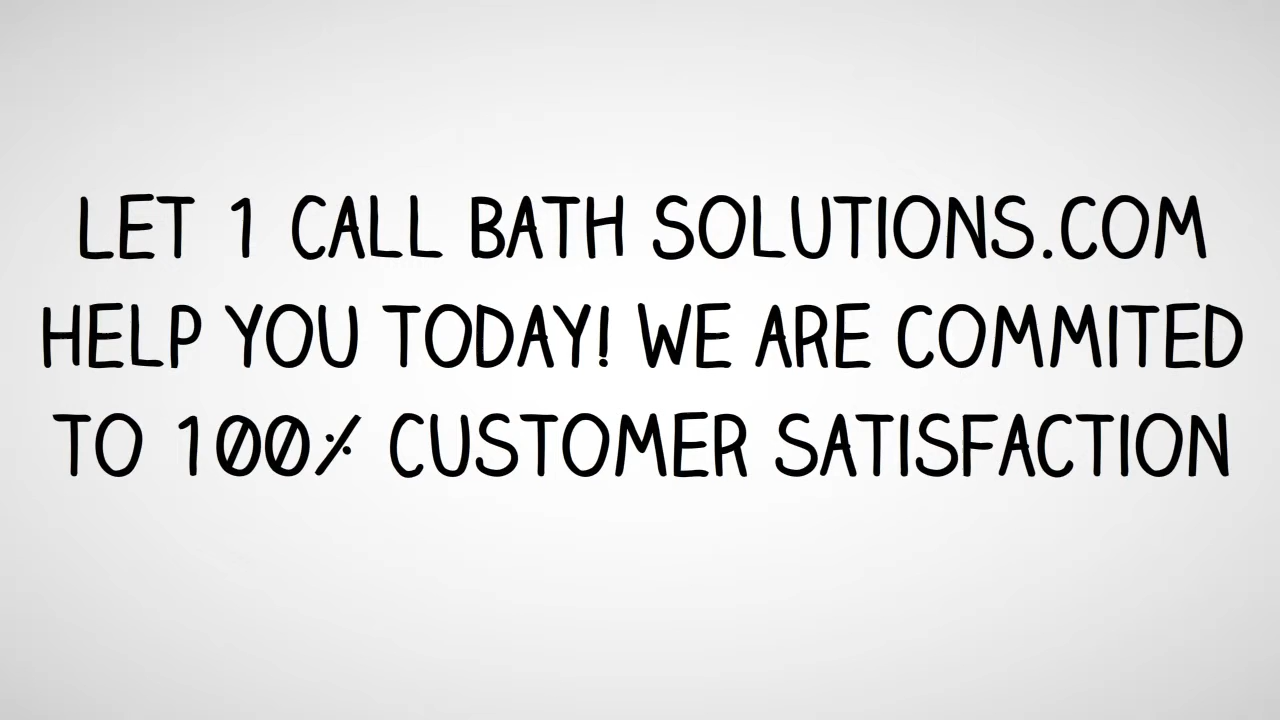 LET 1 CALL BATH SOLUTIONS.COM
HELP YOU TODAY! WE ARE COMMITED
TO 100% CUSTOMER SATISFACTION